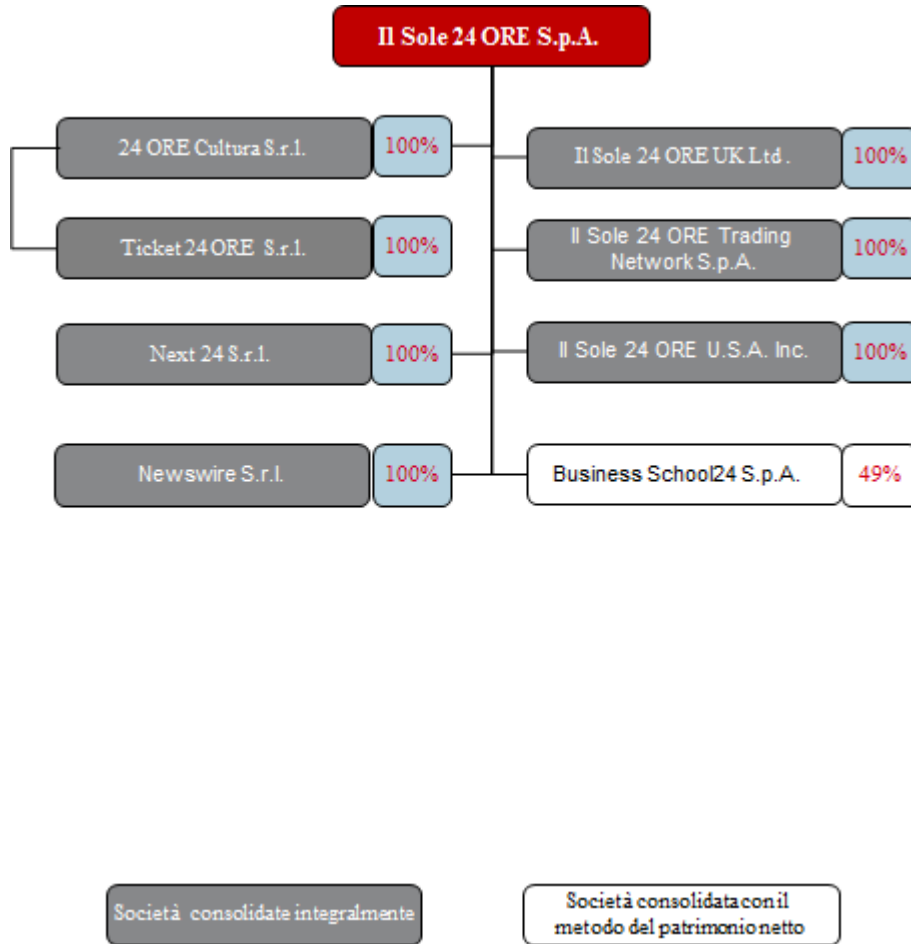 Il Sole 24 ORE S.p.A.
24 ORE Cultura S.r.l.
100%
Ticket 24 ORE S.r.l.
100%
Next 24 S.r.l.
100%
Newswire S.r.l.
100%
Il Sole 24 ORE UK Ltd .
100%
Il Sole 24 ORE Trading
Network S.p.A.
100%
Il Sole 24 ORE U.S.A. Inc.
100%
Business School24 S.p.A.
49%
Società consolidate integralmente
Società consolidata con il
metodo del patrimonio netto